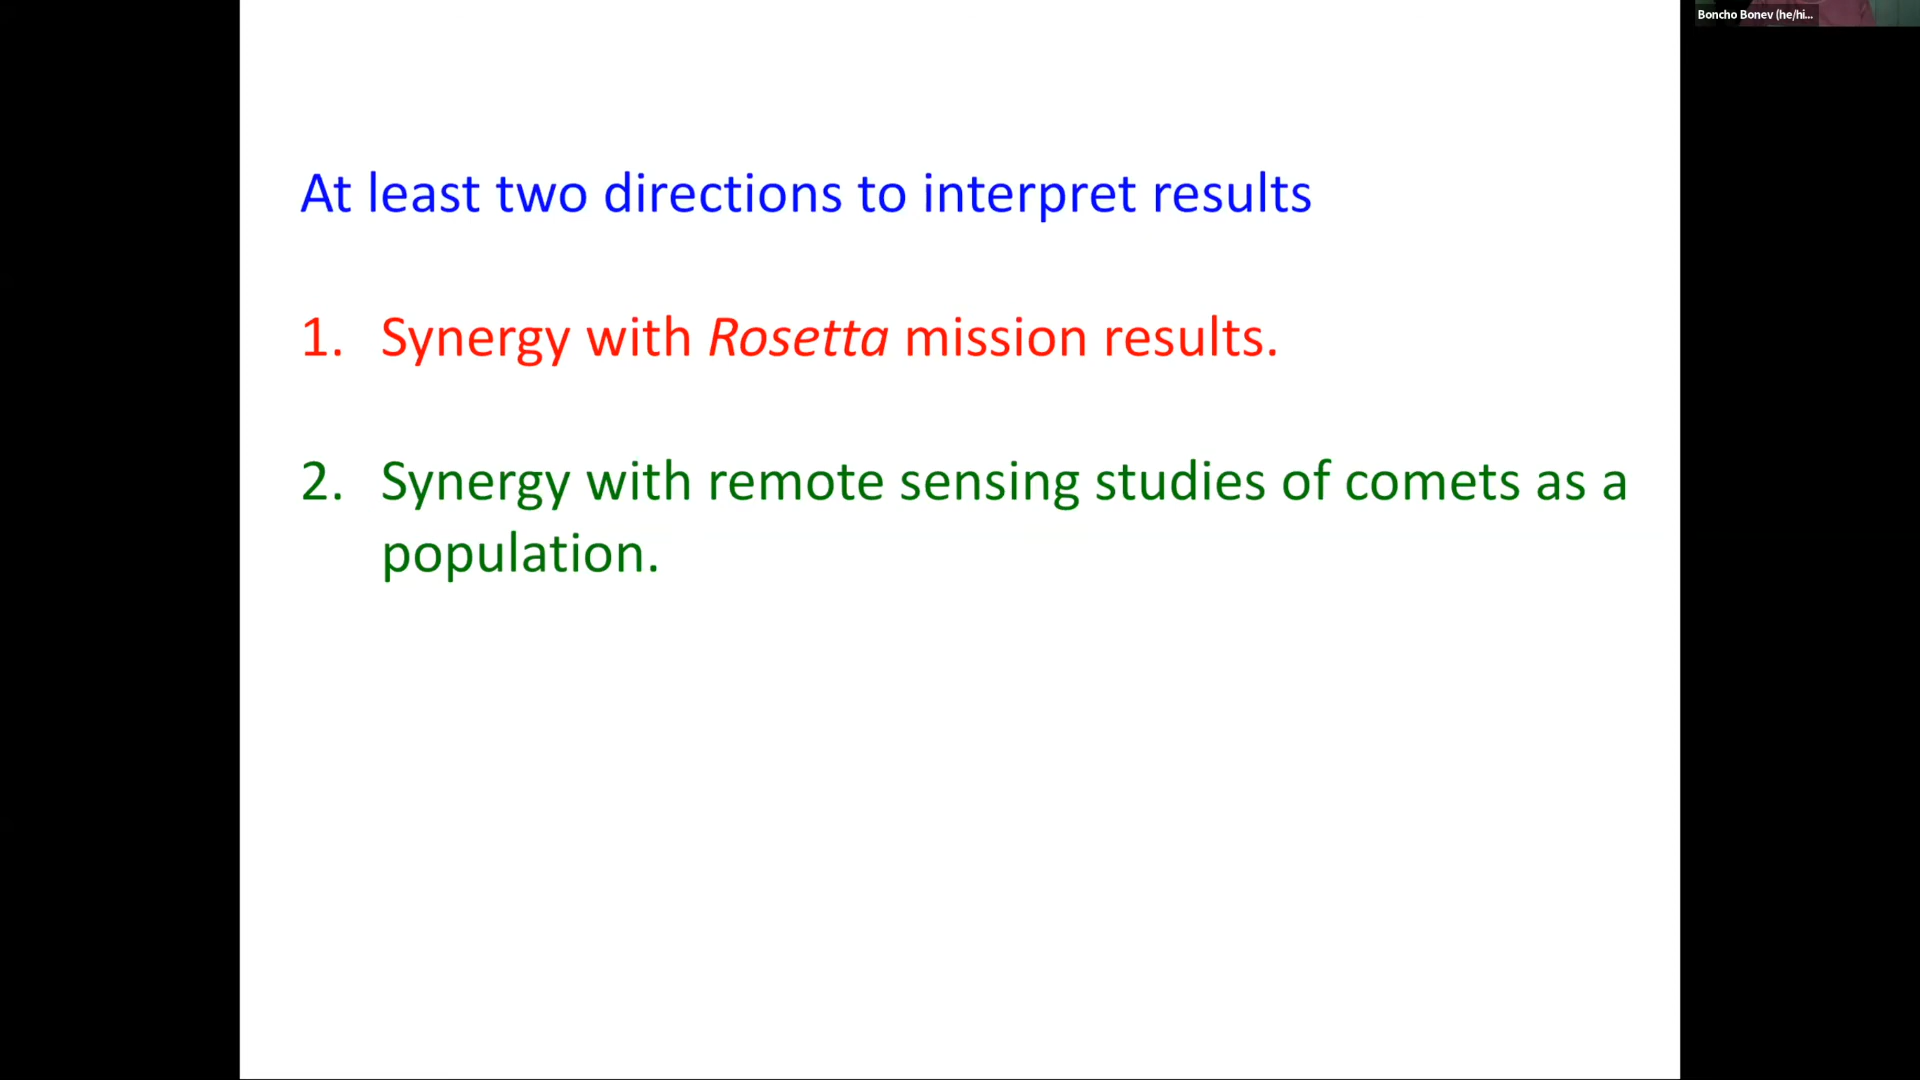 Boncho Bonev (he/hi...
At least two directions to interpret results
1. Synergy with Rosetta mission results.
2. Synergy with remote sensing studies of comets as a
population.